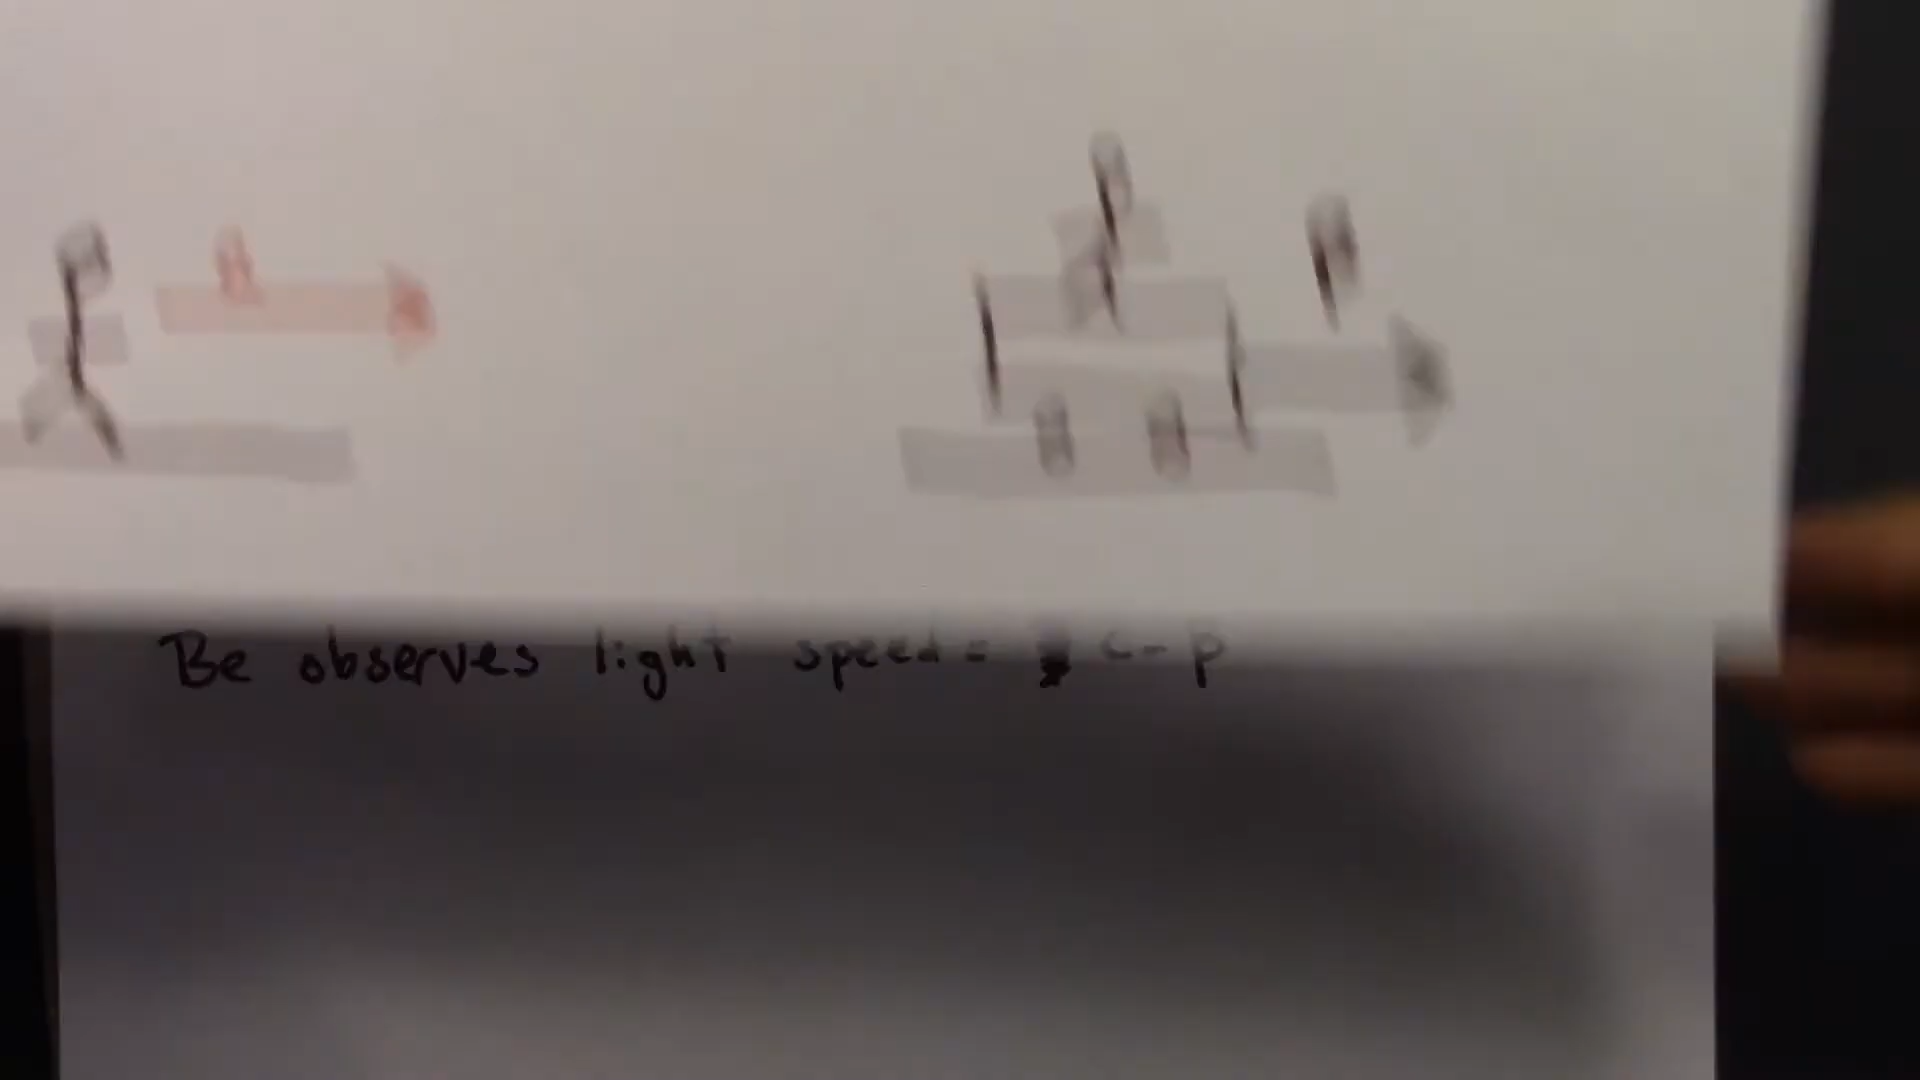 Be observes light speed = c - p